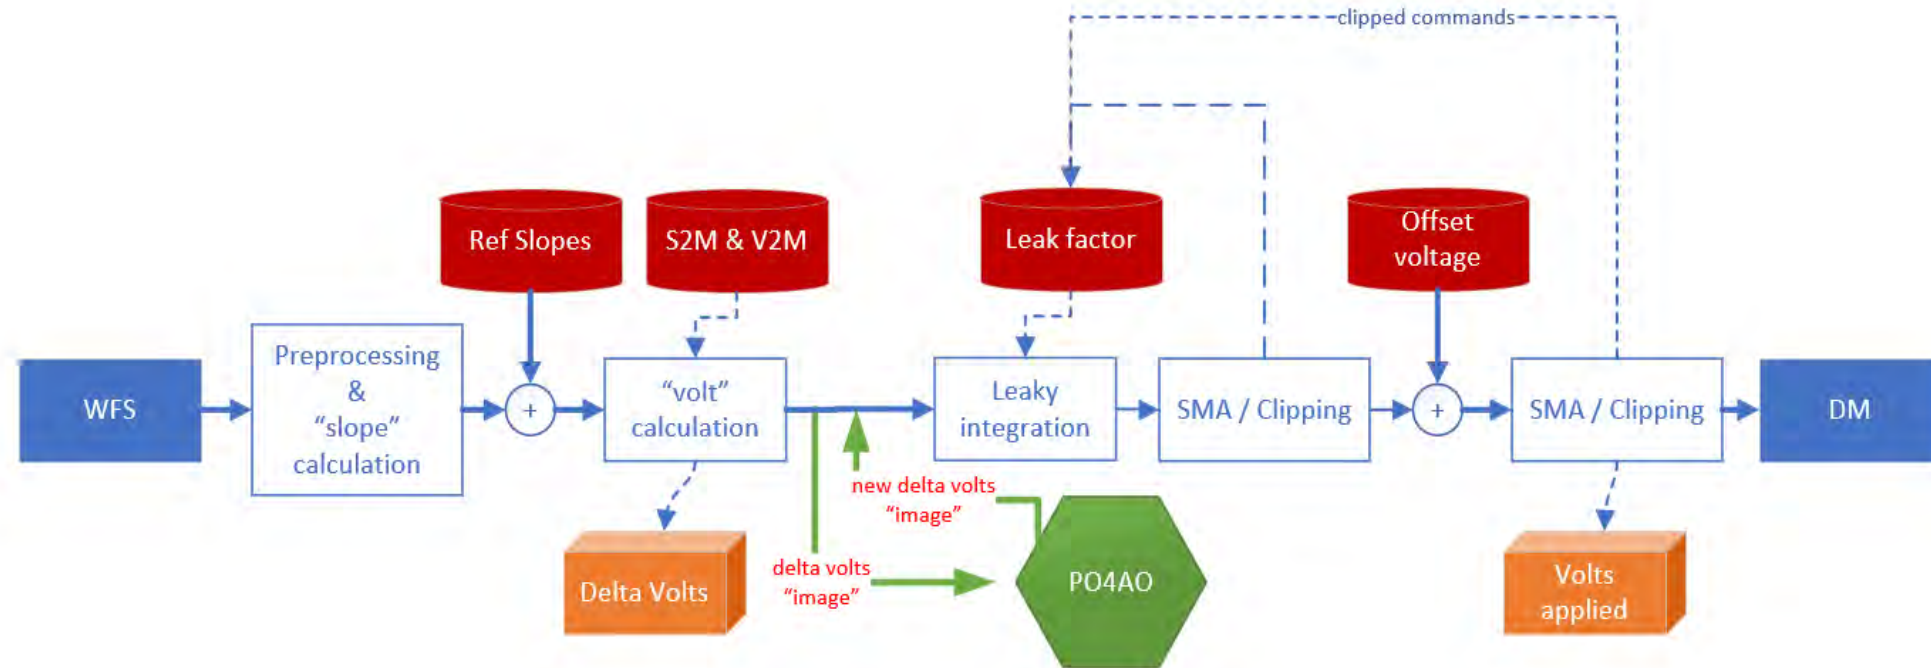 clipped commands
Ref Slopes
S2M & V2M
Leak factor
Offset
voltage
WFS
Preprocessing
&
“slope”
calculation
+
“volt”
calculation
Leaky
integration
SMA / Clipping
+
SMA / Clipping
DM
new delta volts
“image”
delta volts
“image”
PO4AO
Delta Volts
Volts
applied